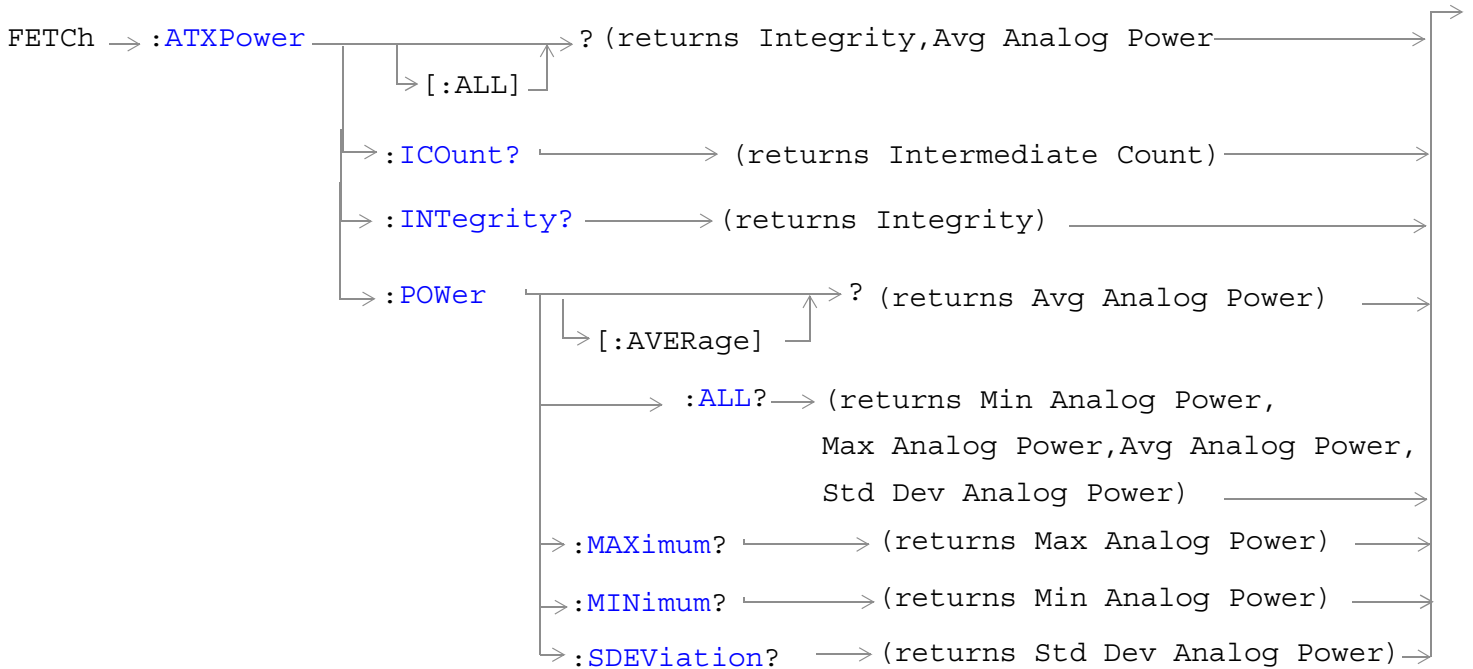 FETCh :ATXPower ? (returns Integrity,Avg Analog Power
[:ALL]
:ICOunt? (returns Intermediate Count)
:INTegrity? (returns Integrity)
:POWer ? (returns Avg Analog Power)
[:AVERage]
:ALL? (returns Min Analog Power,
Max Analog Power,Avg Analog Power,
Std Dev Analog Power)
:MAXimum? (returns Max Analog Power)
:MINimum? (returns Min Analog Power)
:SDEViation? (returns Std Dev Analog Power)